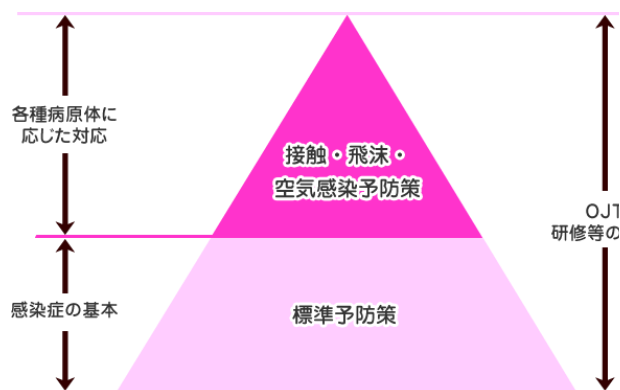 各種病原体に
応じた対応
接触・飛沫・
空気感染予防策
OJT
研修等の
感染症の基本
標準予防策